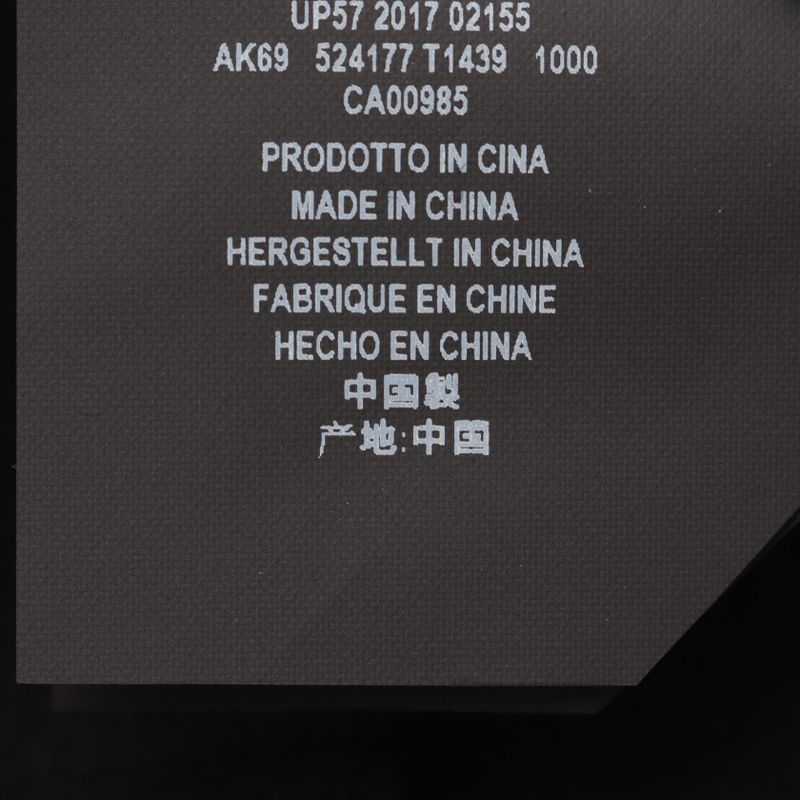 UP57 2017 02155
AK69 524177 T1439 1000
CA00985
PRODOTTO IN CINA
MADE IN CHINA
HERGESTELLT IN CHINA
FABRIQUE EN CHINE
HECHO EN CHINA
中国製
产地:中国